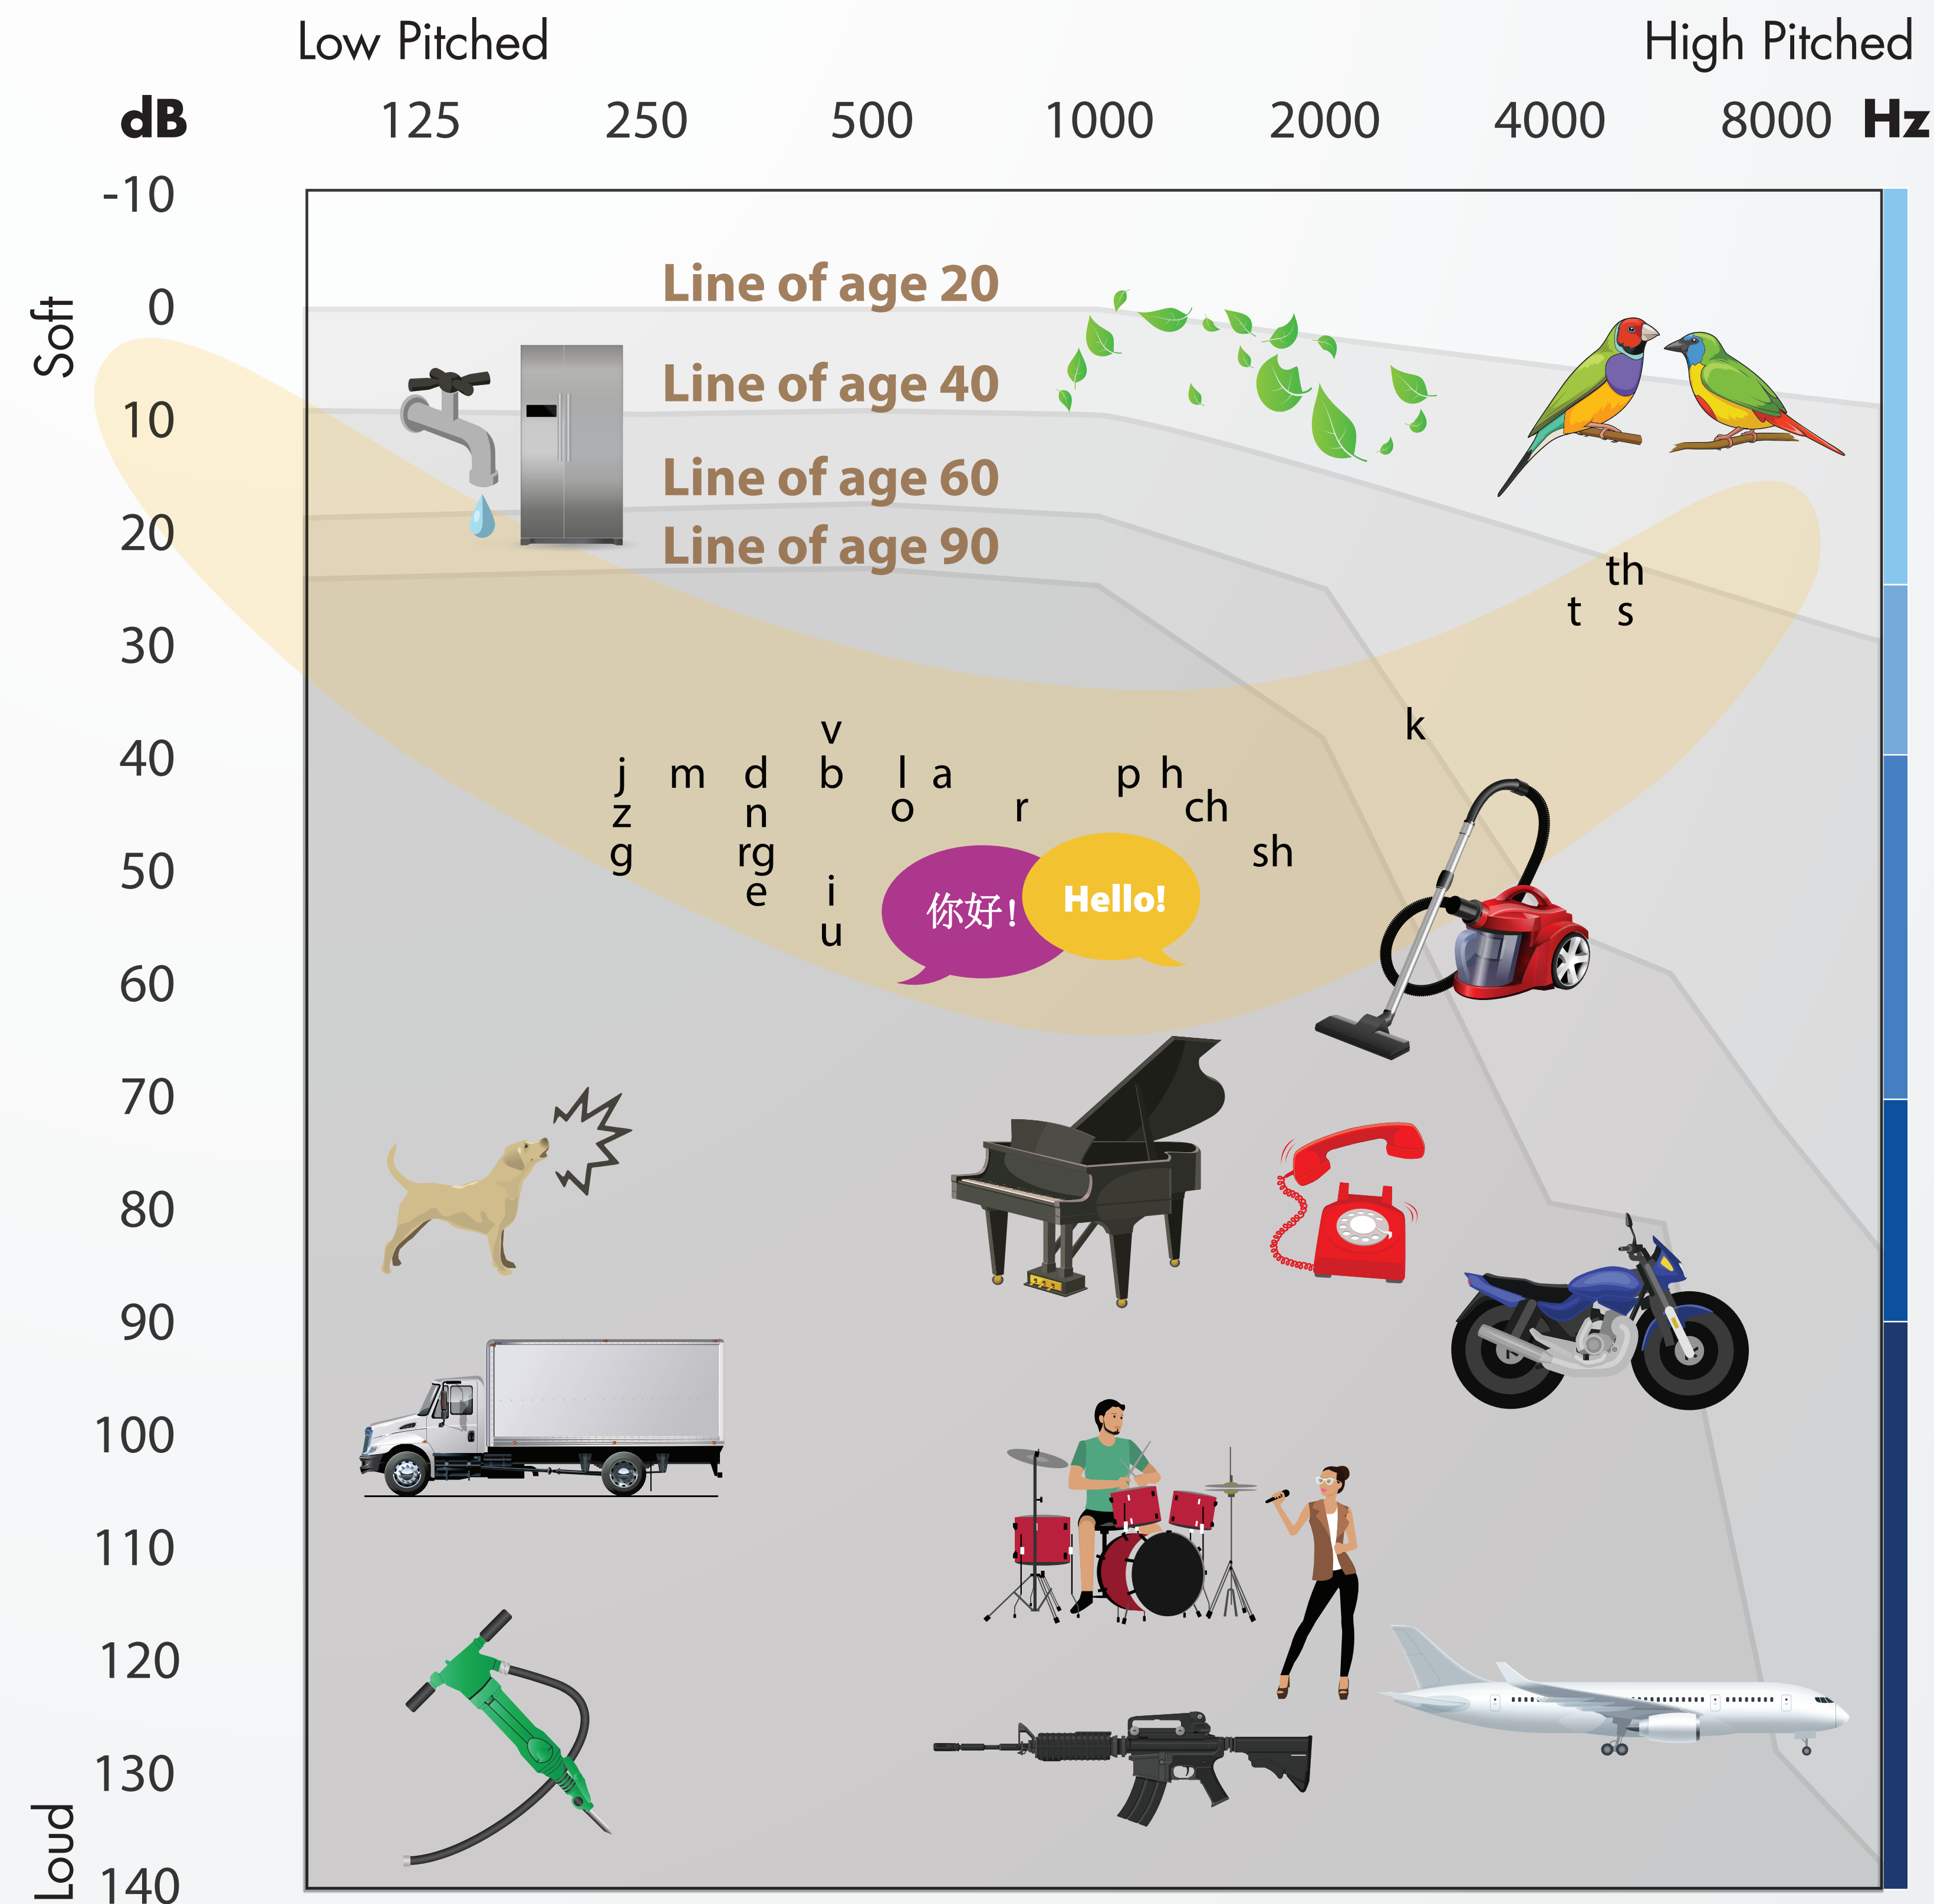 Low Pitched
High Pitched
dB 125 250 500 1000 2000 4000 8000 Hz
-10
Soft
0
10
20
30
40
50
60
70
80
90
100
110
120
130
Loud
140
Line of age 20
Line of age 40
Line of age 60
Line of age 90
th
t s
k
v
j m d b l a p h
z n o r ch
g rg sh
e i
u
你好!
Hello!